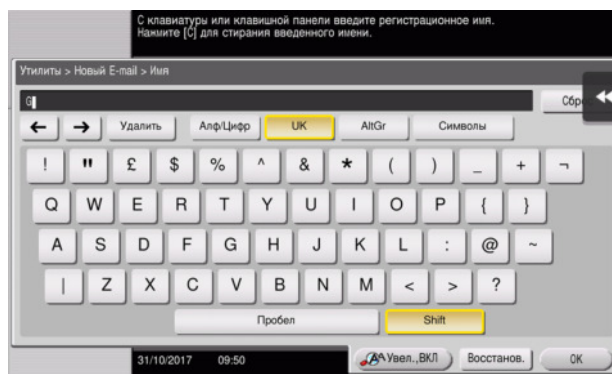 С клавиатуры или клавишной панели введите регистрационное имя.
Нажмите [C] для стирания введенного имени.
Утилиты > Новый E-mail > Имя
G
Сбр
← → Удалить Алф/Цифр UK AltGr Символы
! " £ $ % ^ & * ( ) _ + ¬
Q W E R T Y U I O P { }
A S D F G H J K L : @ ~
| Z X C V B N M < > ?
Пробел Shift
31/10/2017 09:50 Увел.,ВКЛ Восстанов. OK